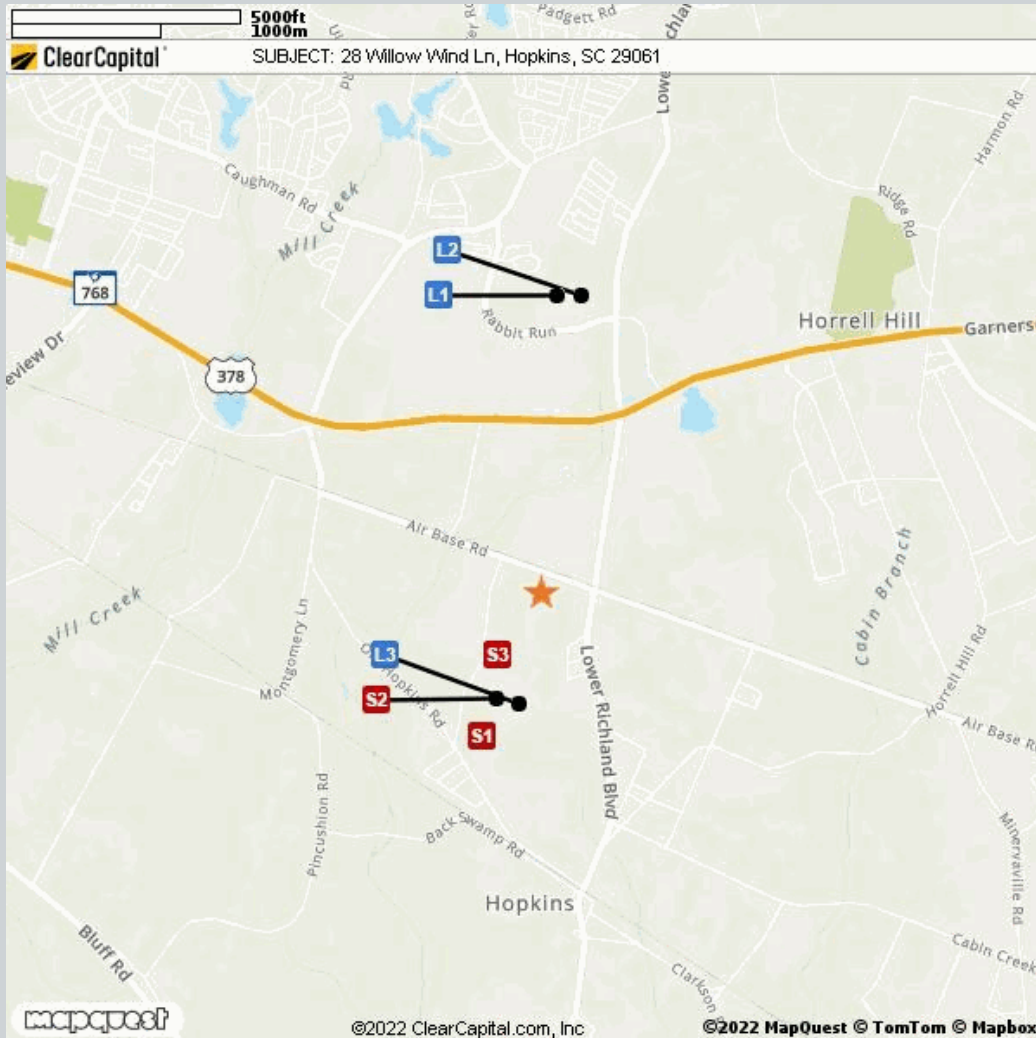 5000ft
1000m
Padgett Rd
ClearCapital
SUBJECT: 28 Willow Wind Ln, Hopkins, SC 29061
Harmon Rd
Caughman Rd
Mill Creek
Ridge Rd
L2
L1
768
Rabbit Run
Horrell Hill
Garners
378
Air Base Rd
Cabin Branch
Mill Creek
Montgomery Ln
L3
S3
Hopkins Rd
S2
S1
Lower Richland Blvd
Horrell Hill Rd
Air Base Rd
Pincushion Rd
Back Swamp Rd
Minervaville Rd
Hopkins
Bluff Rd
Cabin Creek
Clarkson
mapquest
©2022 ClearCapital.com, Inc
©2022 MapQuest © TomTom © Mapbox